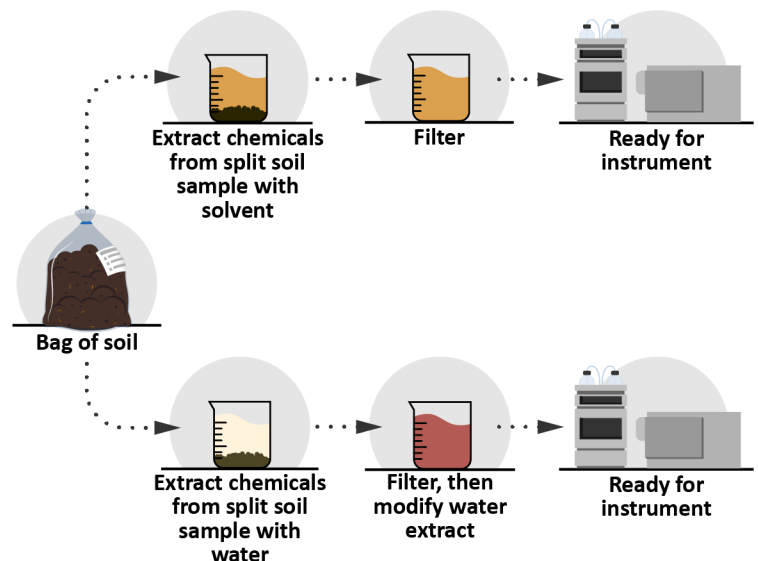 Extract chemicals
from split soil
sample with
solvent
Filter
Ready for
instrument
Bag of soil
Extract chemicals
from split soil
sample with
water
Filter, then
modify water
extract
Ready for
instrument